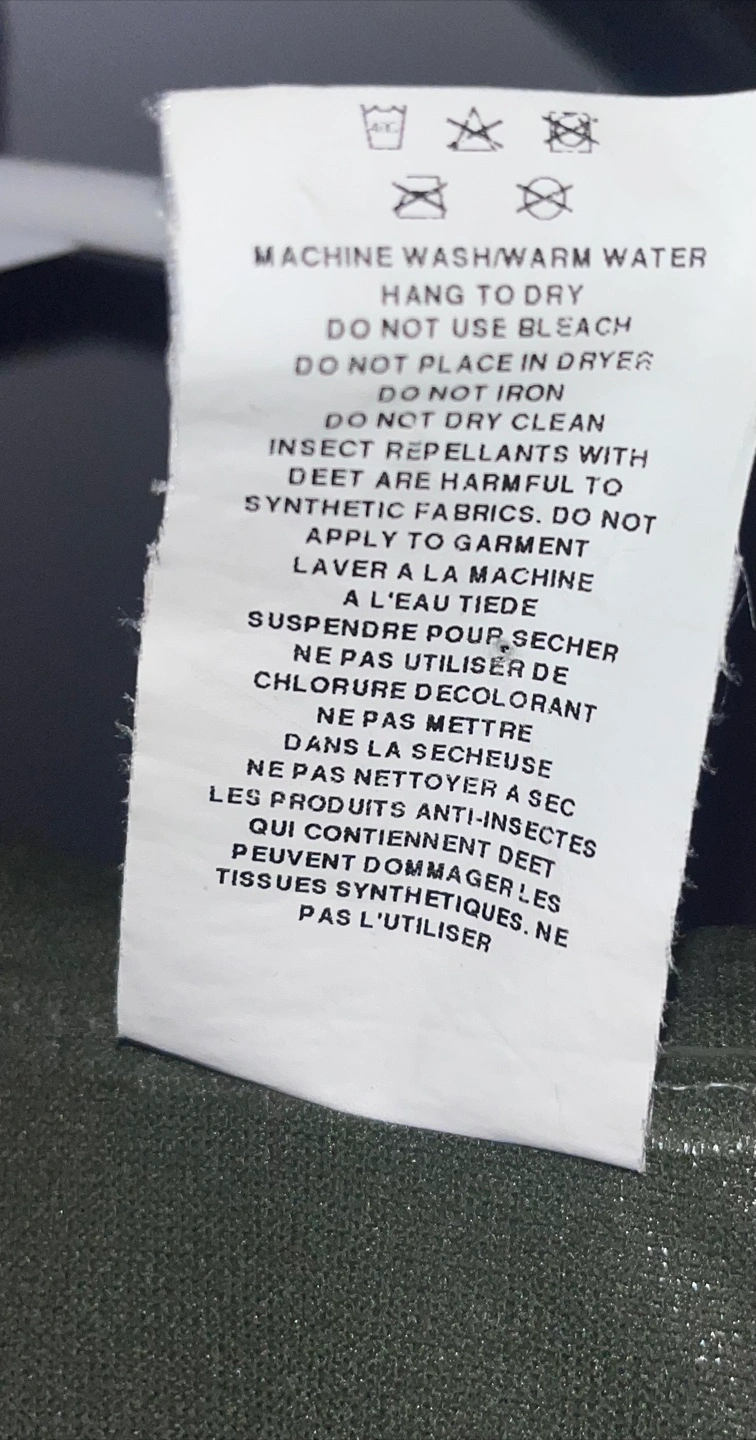 40C
MACHINE WASH/WARM WATER
HANG TO DRY
DO NOT USE BLEACH
DO NOT PLACE IN DRYER
DO NOT IRON
DO NOT DRY CLEAN
INSECT REPELLANTS WITH
DEET ARE HARMFUL TO
SYNTHETIC FABRICS. DO NOT
APPLY TO GARMENT
LAVER A LA MACHINE
A L'EAU TIEDE
SUSPENDRE POUR SECHER
NE PAS UTILISER DE
CHLORURE DECOLORANT
NE PAS METTRE
DANS LA SECHEUSE
NE PAS NETTOYER A SEC
LES PRODUITS ANTI-INSECTES
QUI CONTIENNENT DEET
PEUVENT DOMMAGER LES
TISSUES SYNTHETIQUES. NE
PAS L'UTILISER